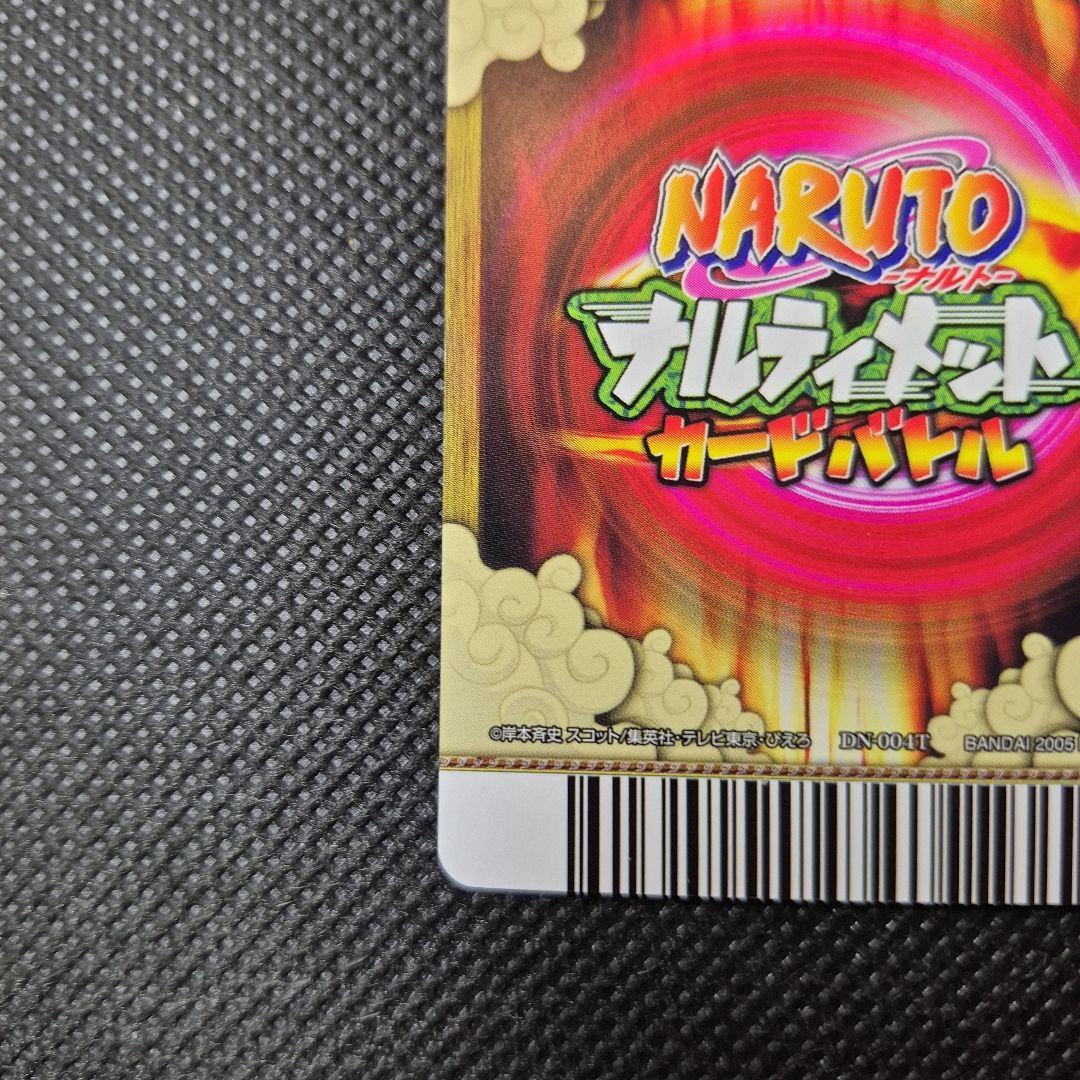 NARUTO
-ナルト-
ナルティメット
カードバトル
©岸本斉史 スコット/集英社・テレビ東京・ぴえろ DN-004T BANDAI 2005